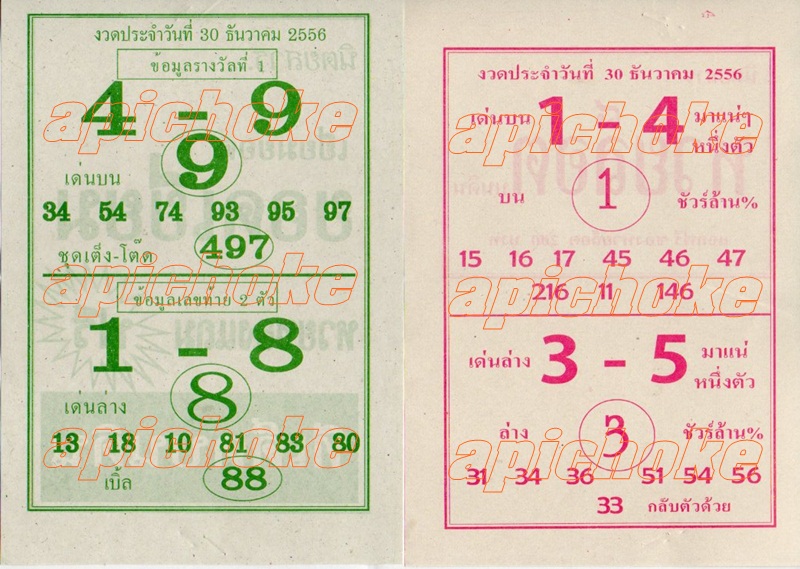 งวดประจำวันที่ 30 ธันวาคม 2556
ข้อมูลรางวัลที่ 1
4 - 9
apichoke
9
เด่นบน
34 54 74 93 95 97
ชุดเต็ง-โต๊ด 497
apichoke
ข้อมูลเลขท้าย 2 ตัว
1 - 8
8
เด่นล่าง
apichoke
13 18 10 81 83 80
เบิ้ล 88
งวดประจำวันที่ 30 ธันวาคม 2556
เด่นบน 1 - 4 มาแน่ๆ
หนึ่งตัว
apichoke
บน 1 ชัวร์ล้าน%
15 16 17 45 46 47
apichoke
216 11 146
เด่นล่าง 3 - 5 มาแน่
หนึ่งตัว
ล่าง 3 ชัวร์ล้าน%
apichoke
31 34 36 51 54 56
33 กลับตัวด้วย